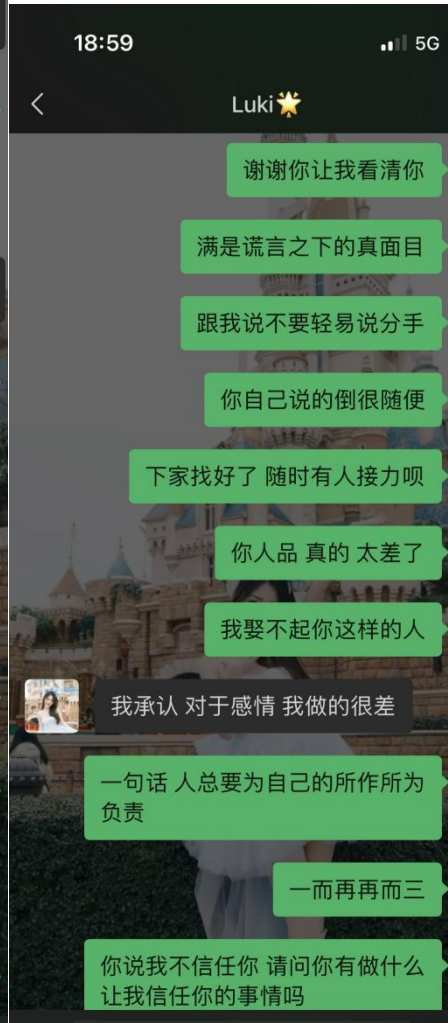 18:59
5G
Luki🌟
谢谢你让我看清你
满是谎言之下的真面目
跟我说不要轻易说分手
你自己说的倒很随便
下家找好了 随时有人接力呗
你人品 真的 太差了
我娶不起你这样的人
我承认 对于感情 我做的很差
一句话 人总要为自己的所作所为
负责
一而再再而三
你说我不信任你 请问你有做什么
让我信任你的事情吗